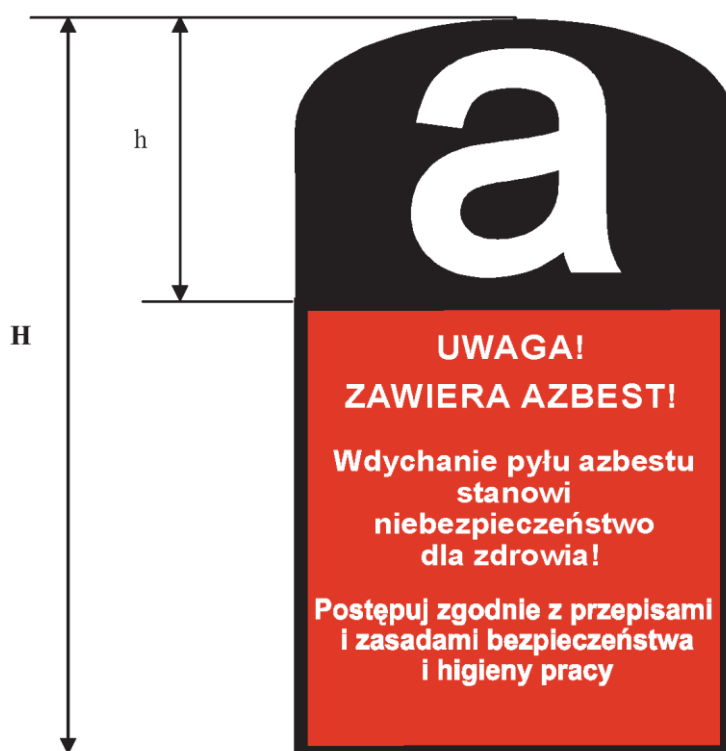 h
H
a
UWAGA!
ZAWIERA AZBEST!
Wdychanie pyłu azbestu
stanowi
niebezpieczeństwo
dla zdrowia!
Postępuj zgodnie z przepisami
i zasadami bezpieczeństwa
i higieny pracy